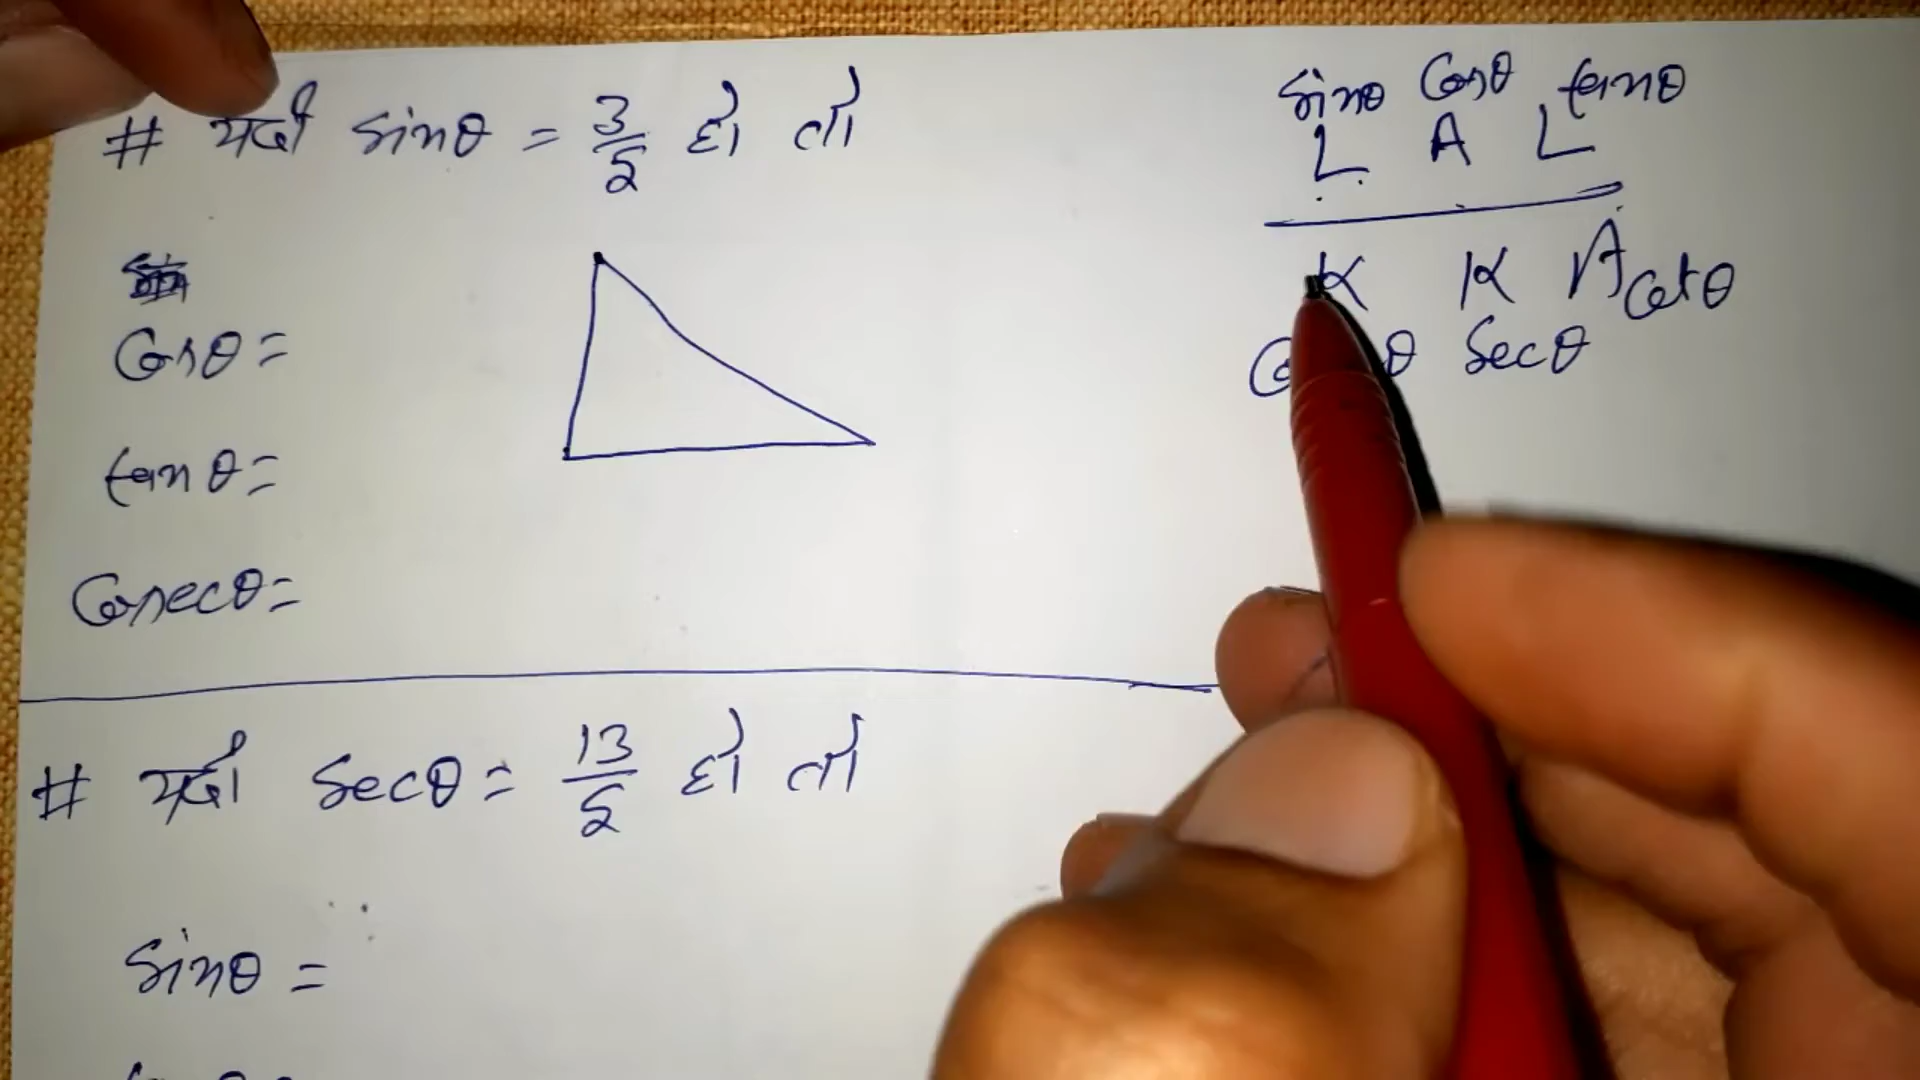 # यदी sinθ = 3/5 हो तो
Cosθ =
tanθ =
Cosecθ =
sinθ Cosθ tanθ
L A L
K K A
Secθ Cotθ
# यदी Secθ = 13/5 हो तो
Sinθ =